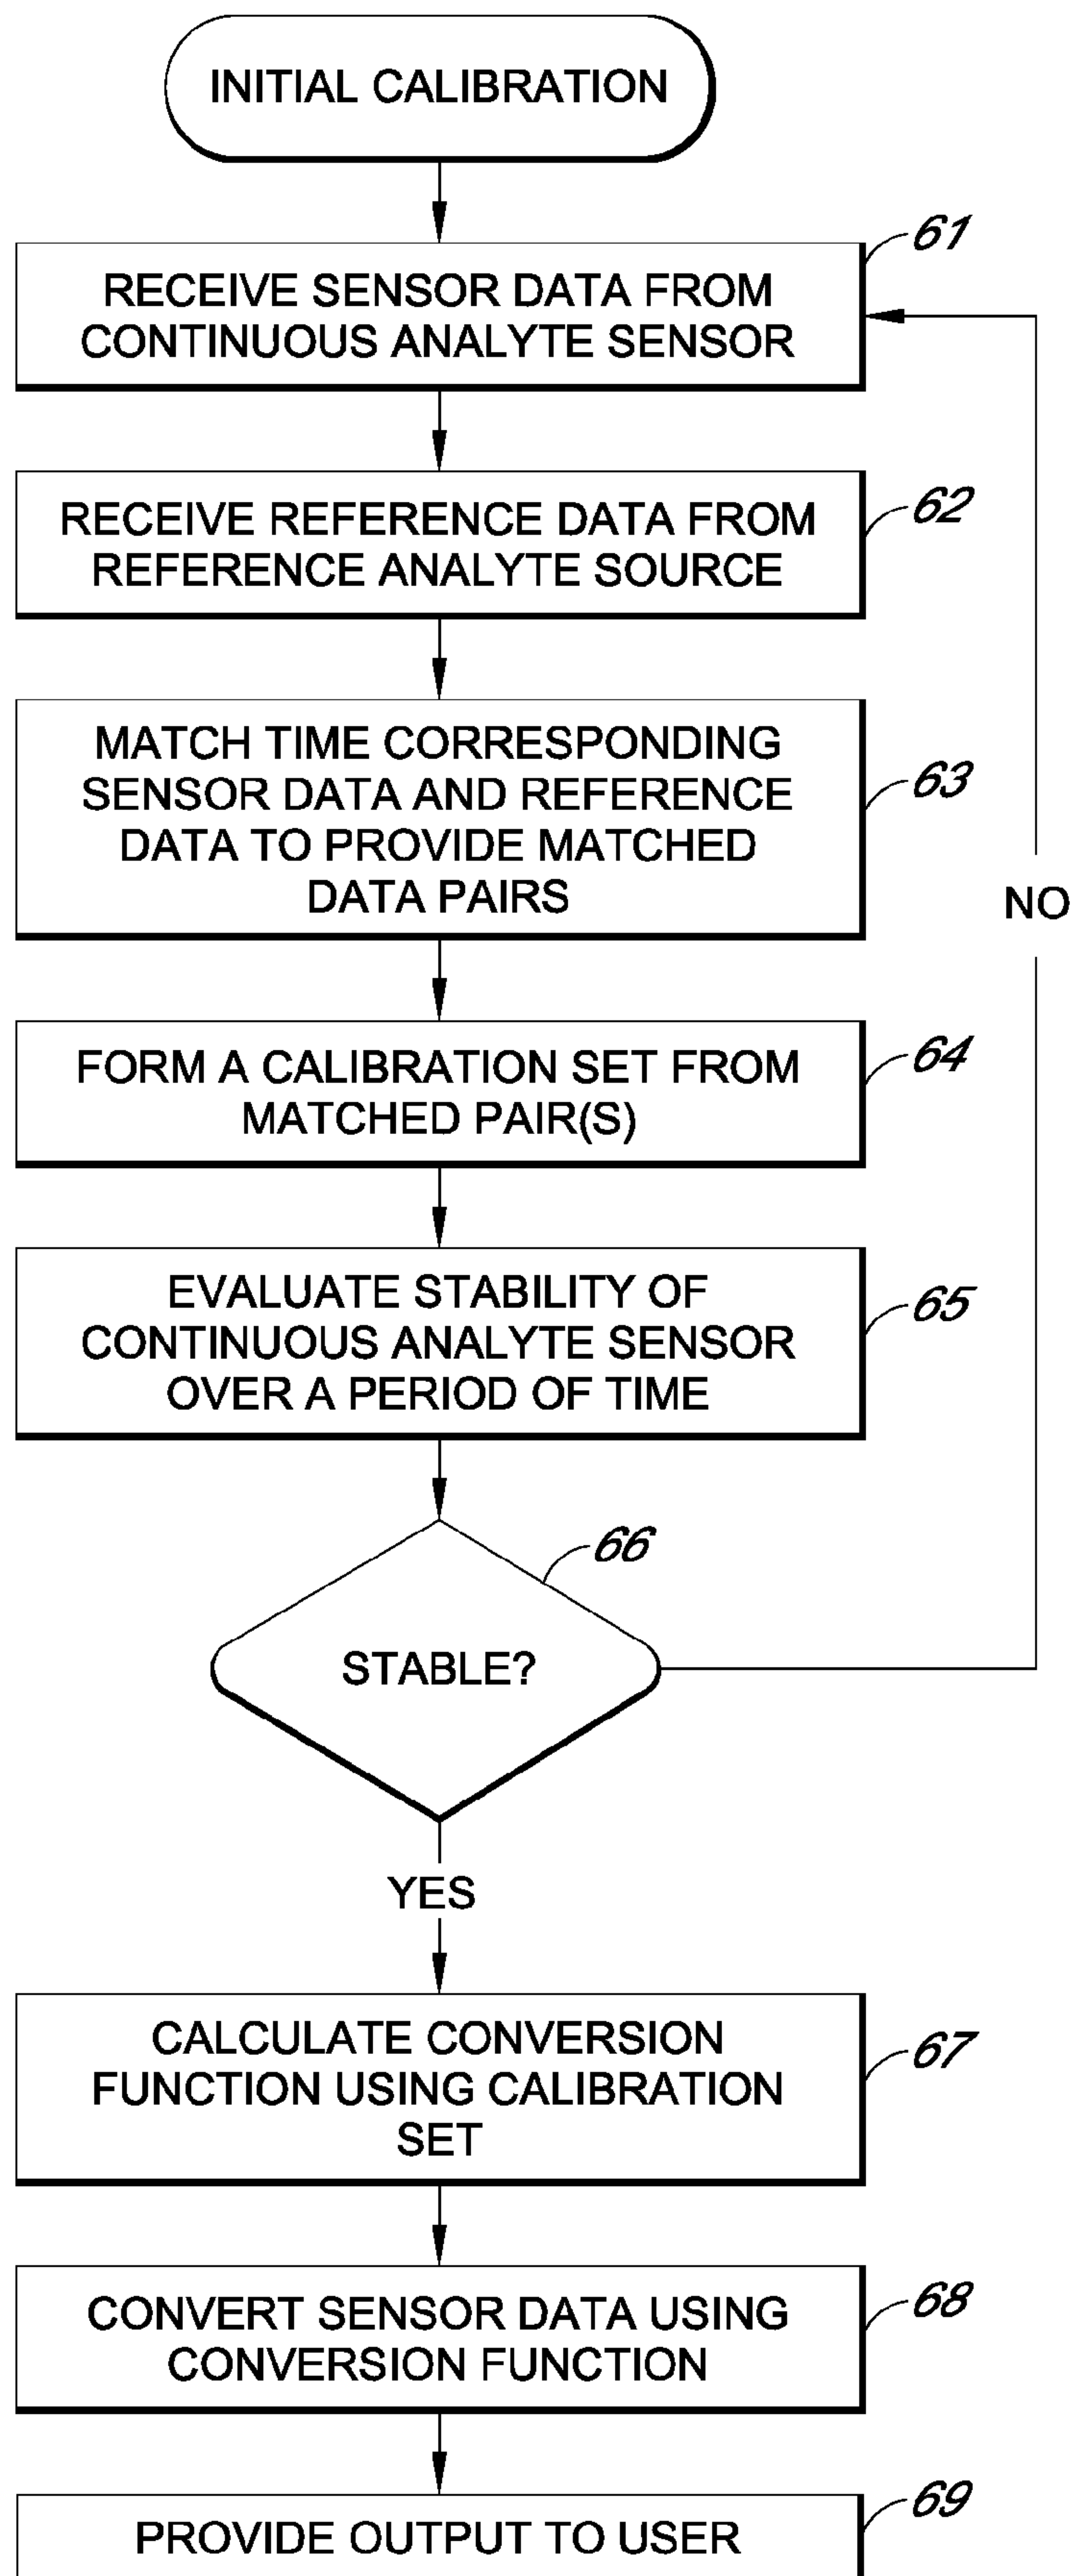 INITIAL CALIBRATION
61
RECEIVE SENSOR DATA FROM
CONTINUOUS ANALYTE SENSOR
62
RECEIVE REFERENCE DATA FROM
REFERENCE ANALYTE SOURCE
63
MATCH TIME CORRESPONDING
SENSOR DATA AND REFERENCE
DATA TO PROVIDE MATCHED
DATA PAIRS
NO
64
FORM A CALIBRATION SET FROM
MATCHED PAIR(S)
65
EVALUATE STABILITY OF
CONTINUOUS ANALYTE SENSOR
OVER A PERIOD OF TIME
66
STABLE?
YES
67
CALCULATE CONVERSION
FUNCTION USING CALIBRATION
SET
68
CONVERT SENSOR DATA USING
CONVERSION FUNCTION
69
PROVIDE OUTPUT TO USER